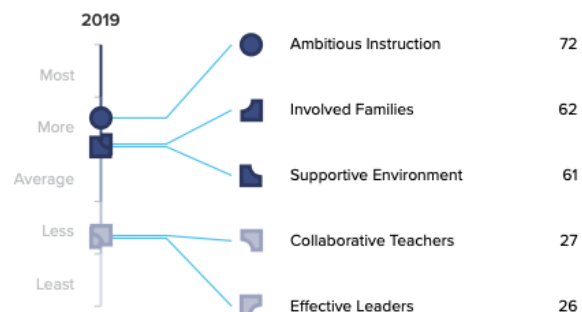 2019
Most
More
Average
Less
Least
Ambitious Instruction 72
Involved Families 62
Supportive Environment 61
Collaborative Teachers 27
Effective Leaders 26